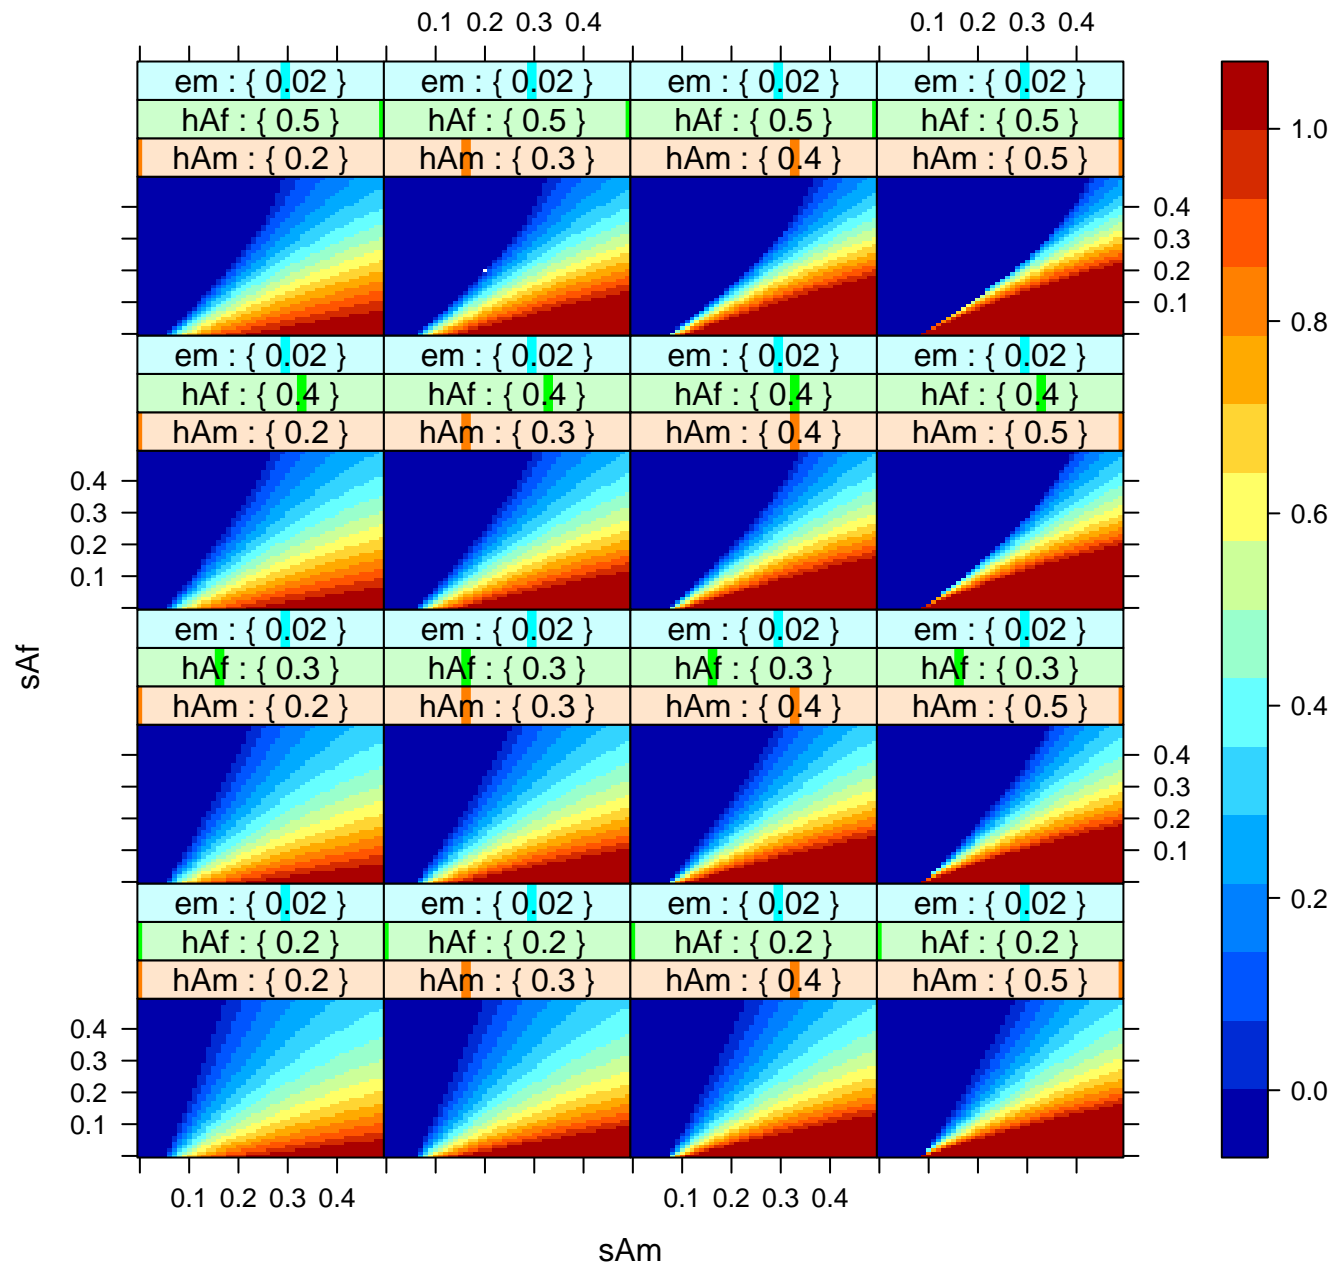 0.1 0.2 0.3 0.4 0.1 0.2 0.3 0.4
em : { 0.02 } em : { 0.02 } em : { 0.02 } em : { 0.02 }
hAf : { 0.5 } hAf : { 0.5 } hAf : { 0.5 } hAf : { 0.5 }
hAm : { 0.2 } hAm : { 0.3 } hAm : { 0.4 } hAm : { 0.5 }
0.4
0.3
0.2
0.1
em : { 0.02 } em : { 0.02 } em : { 0.02 } em : { 0.02 }
hAf : { 0.4 } hAf : { 0.4 } hAf : { 0.4 } hAf : { 0.4 }
hAm : { 0.2 } hAm : { 0.3 } hAm : { 0.4 } hAm : { 0.5 }
0.4
0.3
0.2
0.1
em : { 0.02 } em : { 0.02 } em : { 0.02 } em : { 0.02 }
hAf : { 0.3 } hAf : { 0.3 } hAf : { 0.3 } hAf : { 0.3 }
hAm : { 0.2 } hAm : { 0.3 } hAm : { 0.4 } hAm : { 0.5 }
0.4
0.3
0.2
0.1
em : { 0.02 } em : { 0.02 } em : { 0.02 } em : { 0.02 }
hAf : { 0.2 } hAf : { 0.2 } hAf : { 0.2 } hAf : { 0.2 }
hAm : { 0.2 } hAm : { 0.3 } hAm : { 0.4 } hAm : { 0.5 }
0.4
0.3
0.2
0.1
0.1 0.2 0.3 0.4 0.1 0.2 0.3 0.4
sAm
sAf
1.0
0.8
0.6
0.4
0.2
0.0